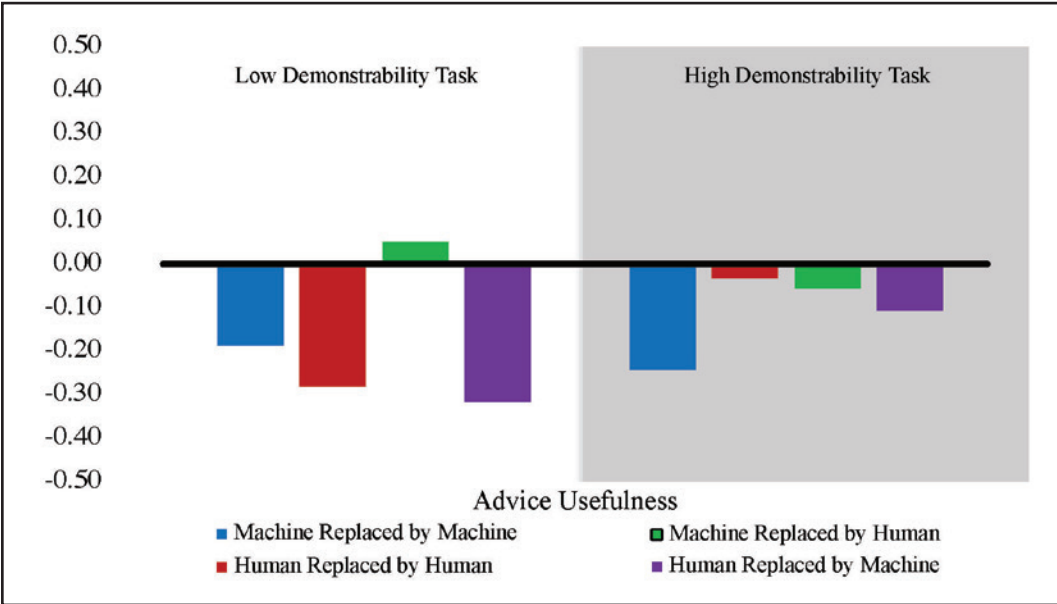 0.50
Low Demonstrability Task High Demonstrability Task
0.40
0.30
0.20
0.10
0.00
-0.10
-0.20
-0.30
-0.40
-0.50
Advice Usefulness
Machine Replaced by Machine Machine Replaced by Human
Human Replaced by Human Human Replaced by Machine